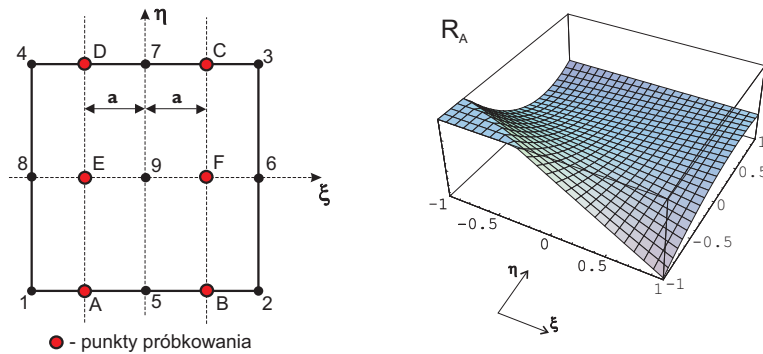 η
4 D 7 C 3
a a
8 E 9 F 6
ξ
1 A 5 B 2
- punkty próbkowania
R_A
-1 -0.5 0 0.5 1
-1 -0.5 0 0.5 1
η
ξ